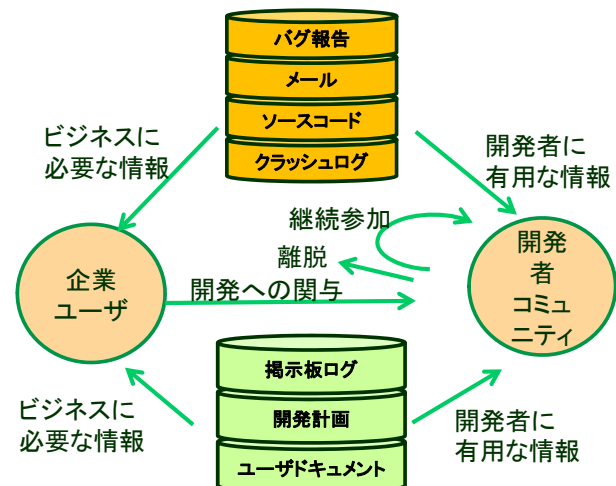 バグ報告
メール
ソースコード
クラッシュログ
ビジネスに
必要な情報
開発者に
有用な情報
継続参加
離脱
企業
ユーザ
開発への関与
開発
者
コミュ
ニティ
掲示板ログ
開発計画
ユーザドキュメント
ビジネスに
必要な情報
開発者に
有用な情報